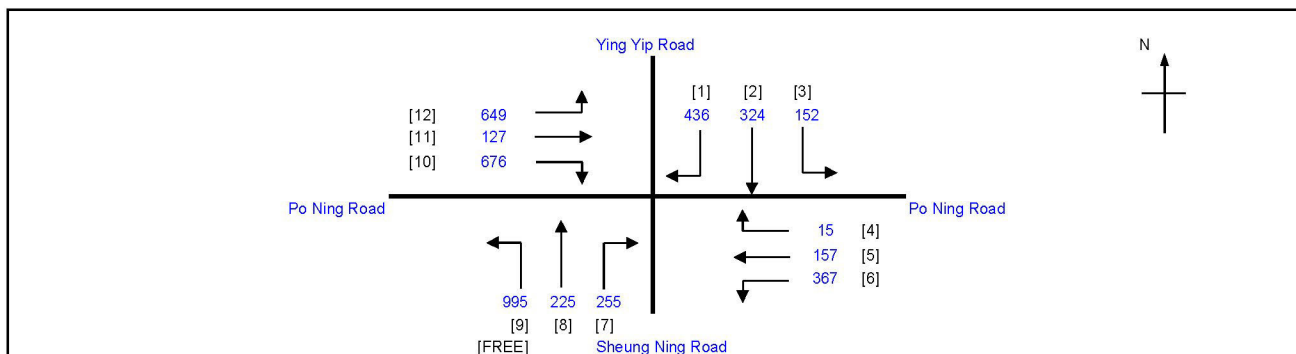 Ying Yip Road
N
[1] [2] [3]
[12] 649
436 324 152
[11] 127
[10] 676
Po Ning Road
Po Ning Road
15 [4]
157 [5]
367 [6]
995 225 255
[9] [8] [7]
[FREE]
Sheung Ning Road